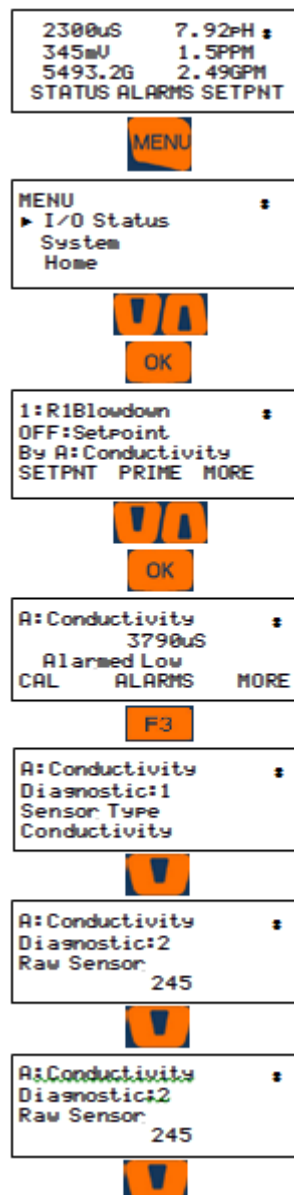 2300uS 7.92pH
345mV 1.5PPM
5493.2G 2.49GPM
STATUS ALARMS SETPNT
MENU
MENU
▶ I/O Status
System
Home
OK
1:R1Blowdown
OFF:Setpoint
By A:Conductivity
SETPNT PRIME MORE
OK
A:Conductivity
3790uS
Alarmed Low
CAL ALARMS MORE
F3
A:Conductivity
Diagnostic:1
Sensor Type
Conductivity
A:Conductivity
Diagnostic:2
Raw Sensor
245
A:Conductivity
Diagnostic:2
Raw Sensor
245